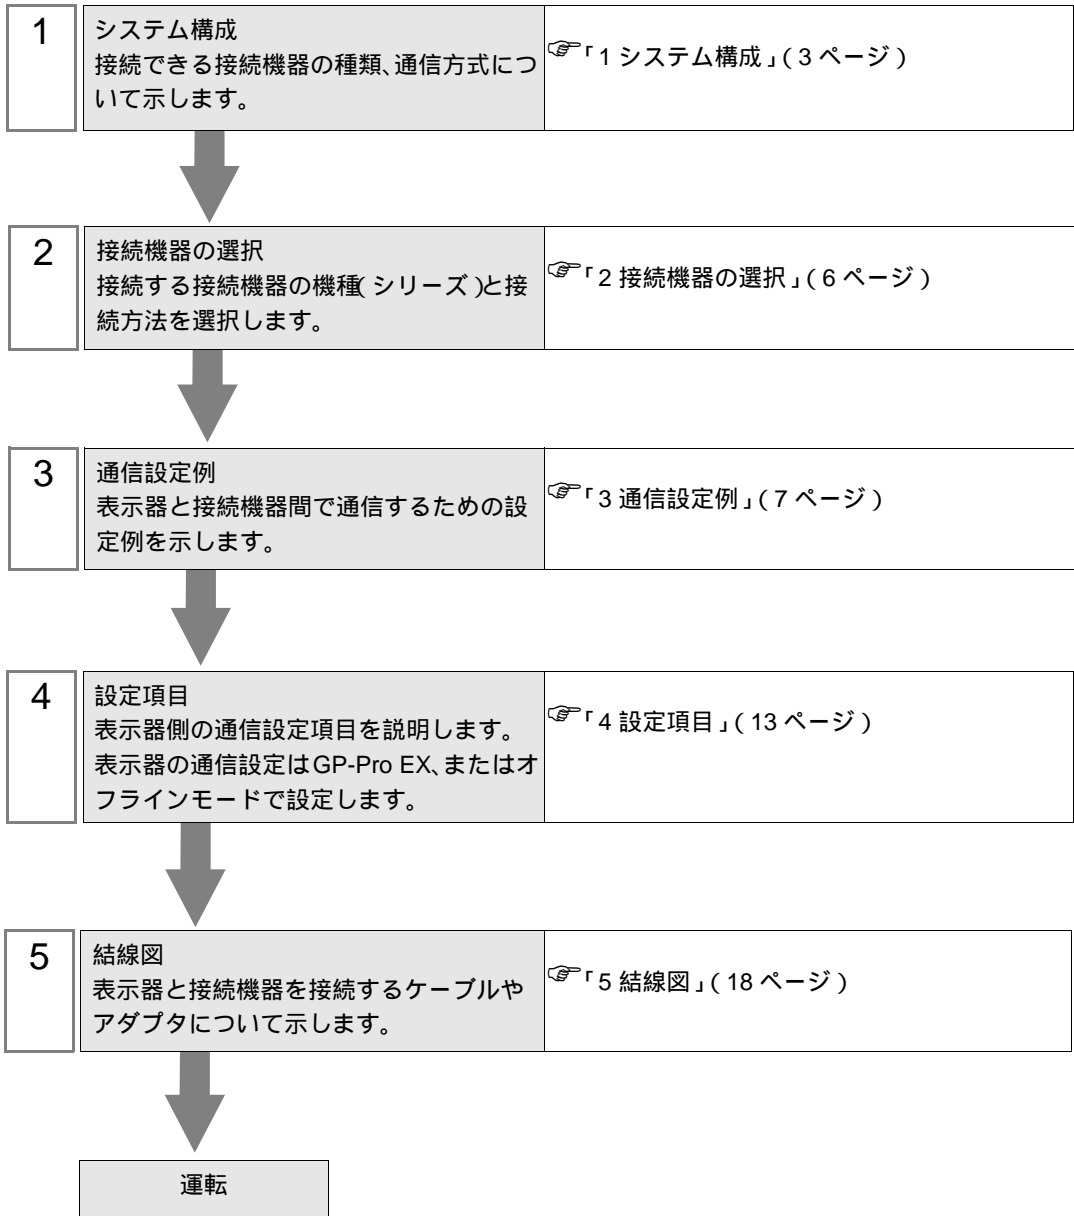 1
システム構成
接続できる接続機器の種類、通信方式につ
いて示します。
☞「1 システム構成」( 3 ページ )
2
接続機器の選択
接続する接続機器の機種( シリーズ )と接
続方法を選択します。
☞「2 接続機器の選択」( 6 ページ )
3
通信設定例
表示器と接続機器間で通信するための設
定例を示します。
☞「3 通信設定例」( 7 ページ )
4
設定項目
表示器側の通信設定項目を説明します。
表示器の通信設定はGP-Pro EX、またはオ
フラインモードで設定します。
☞「4 設定項目」( 13 ページ )
5
結線図
表示器と接続機器を接続するケーブルや
アダプタについて示します。
☞「5 結線図」( 18 ページ )
運転